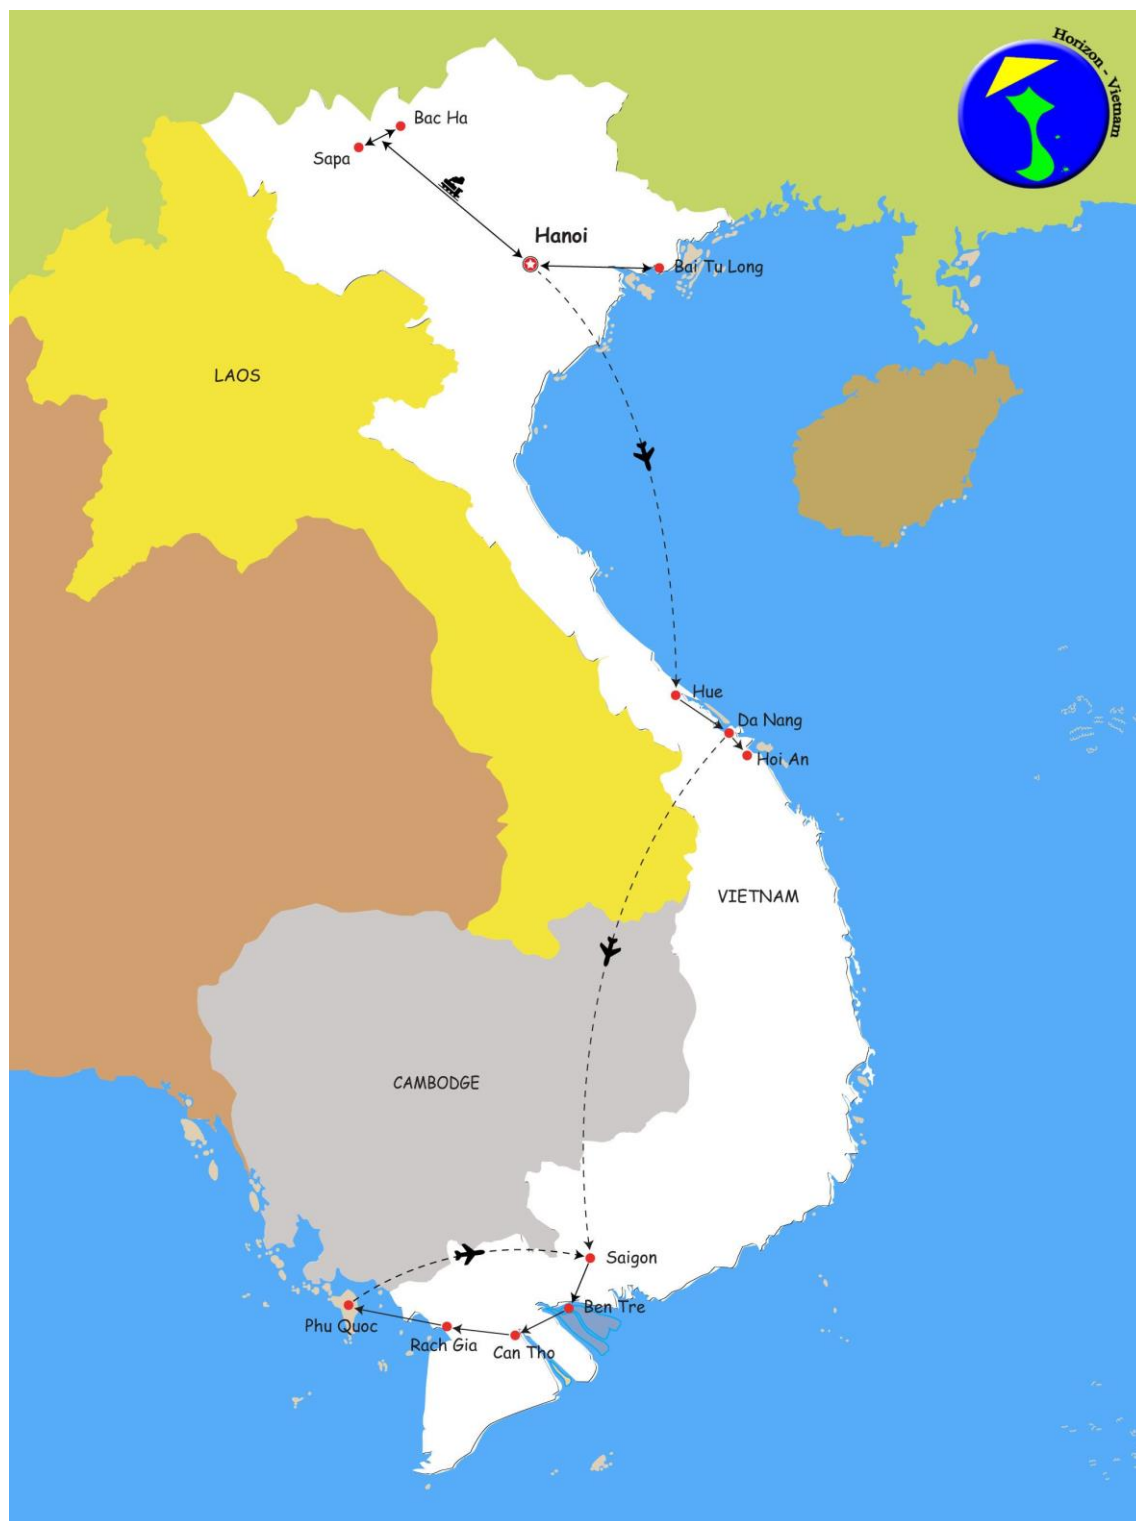 Horizon - Vietnam
Bac Ha
Sapa
Hanoi
Bai Tu Long
LAOS
Hue
Da Nang
Hoi An
VIETNAM
CAMBODGE
Saigon
Ben Tre
Phu Quoc
Rach Gia
Can Tho